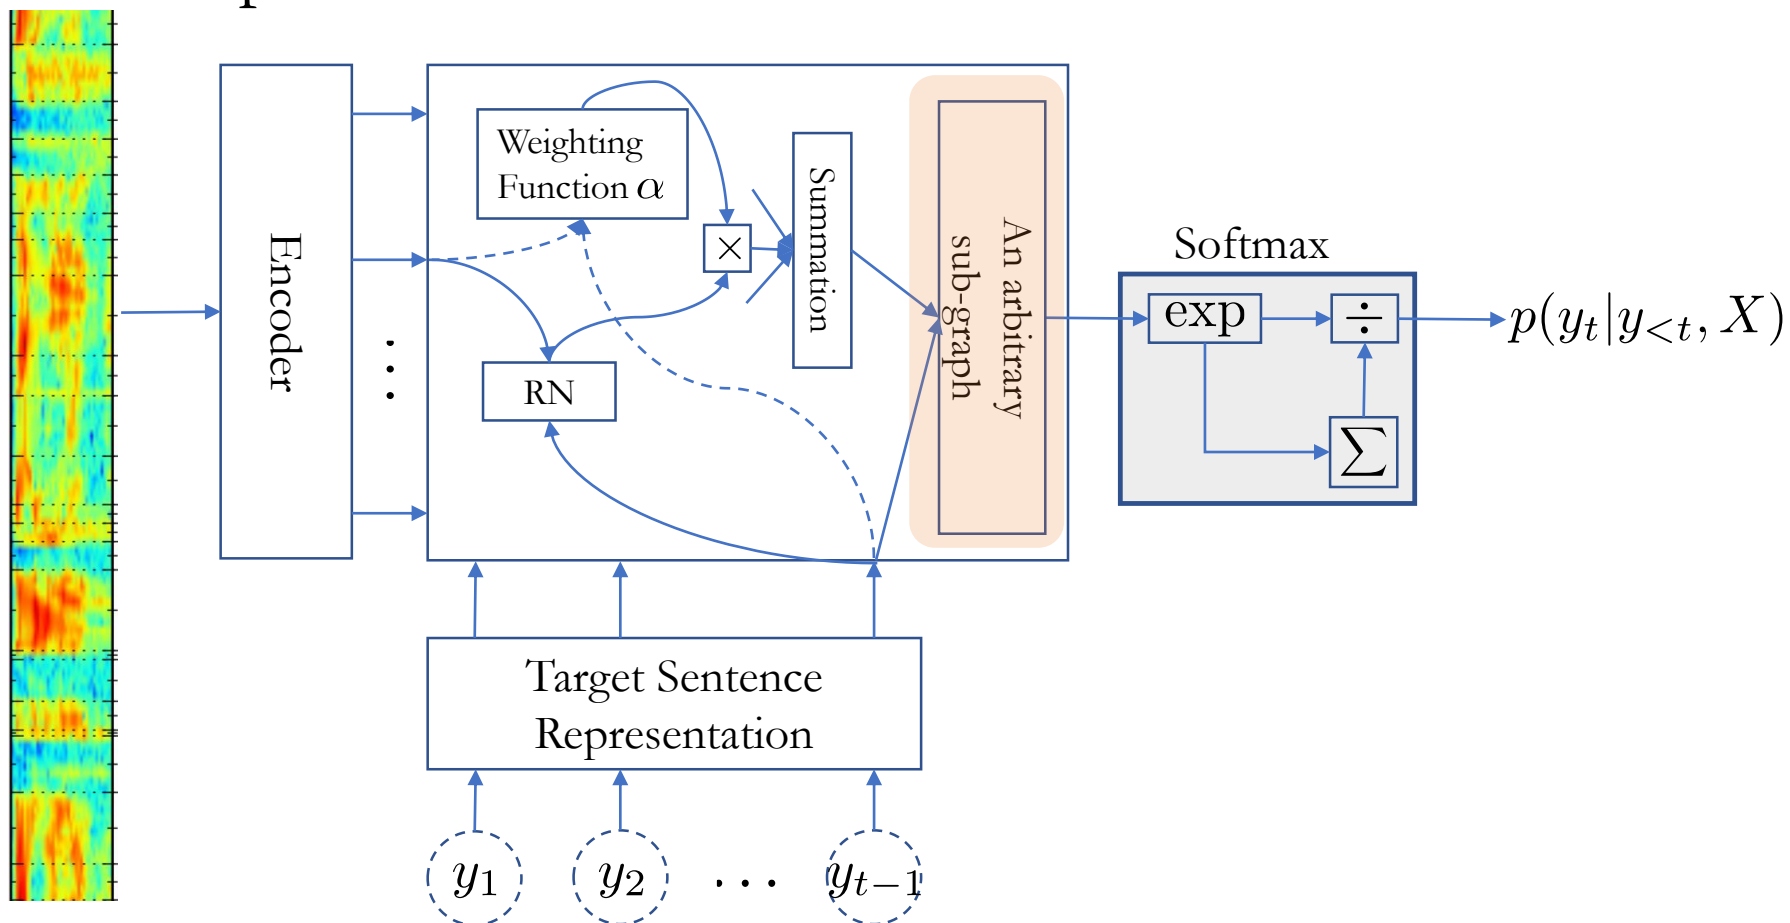 Encoder
Weighting
Function α
×
Summation
RN
An arbitrary
sub-graph
Softmax
exp
÷
∑
p(y_t|y_{<t}, X)
Target Sentence
Representation
y_1
y_2
...
y_{t−1}